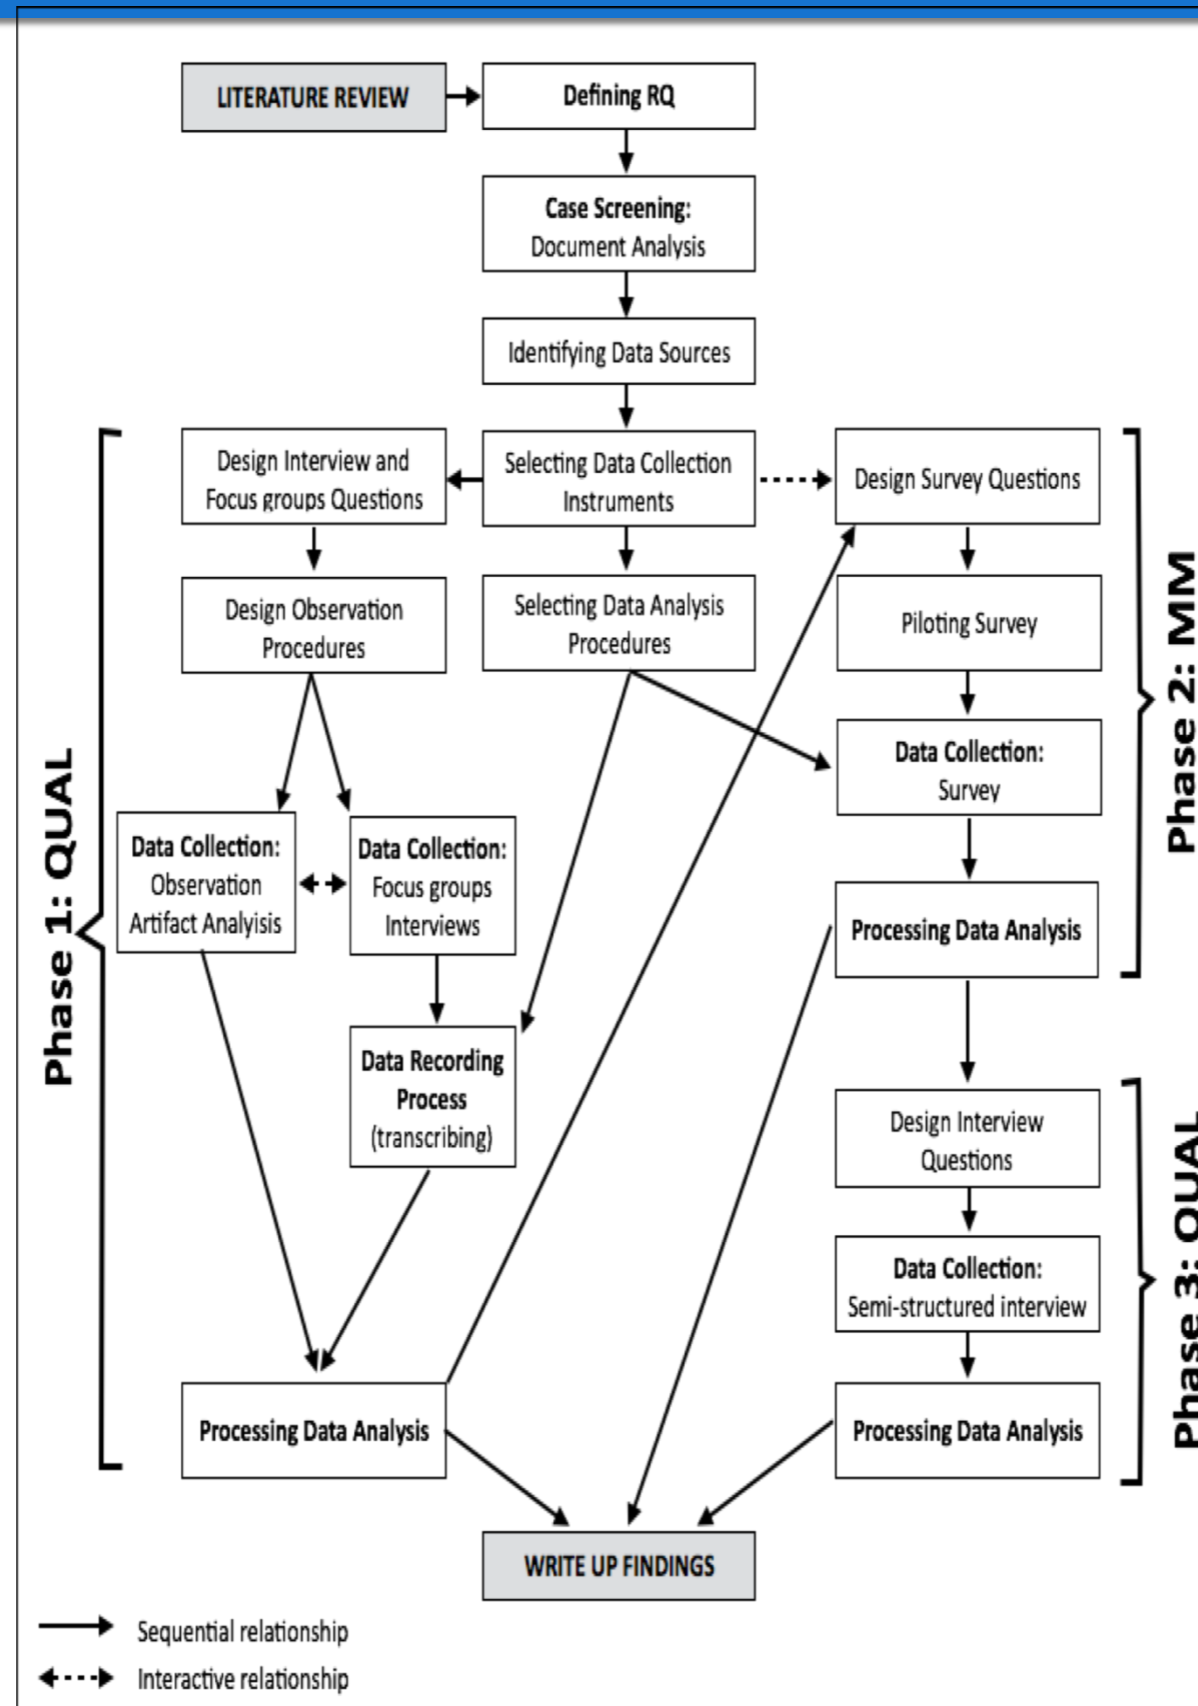 LITERATURE REVIEW
Defining RQ
Case Screening:
Document Analysis
Identifying Data Sources
Design Interview and
Focus groups Questions
Selecting Data Collection
Instruments
Design Survey Questions
Design Observation
Procedures
Selecting Data Analysis
Procedures
Piloting Survey
Data Collection:
Survey
Data Collection:
Observation
Artifact Analyisis
Data Collection:
Focus groups
Interviews
Processing Data Analysis
Data Recording
Process
(transcribing)
Design Interview
Questions
Data Collection:
Semi-structured interview
Processing Data Analysis
Processing Data Analysis
WRITE UP FINDINGS
Phase 1: QUAL
Phase 2: MM
Phase 3: QUAL
Sequential relationship
Interactive relationship